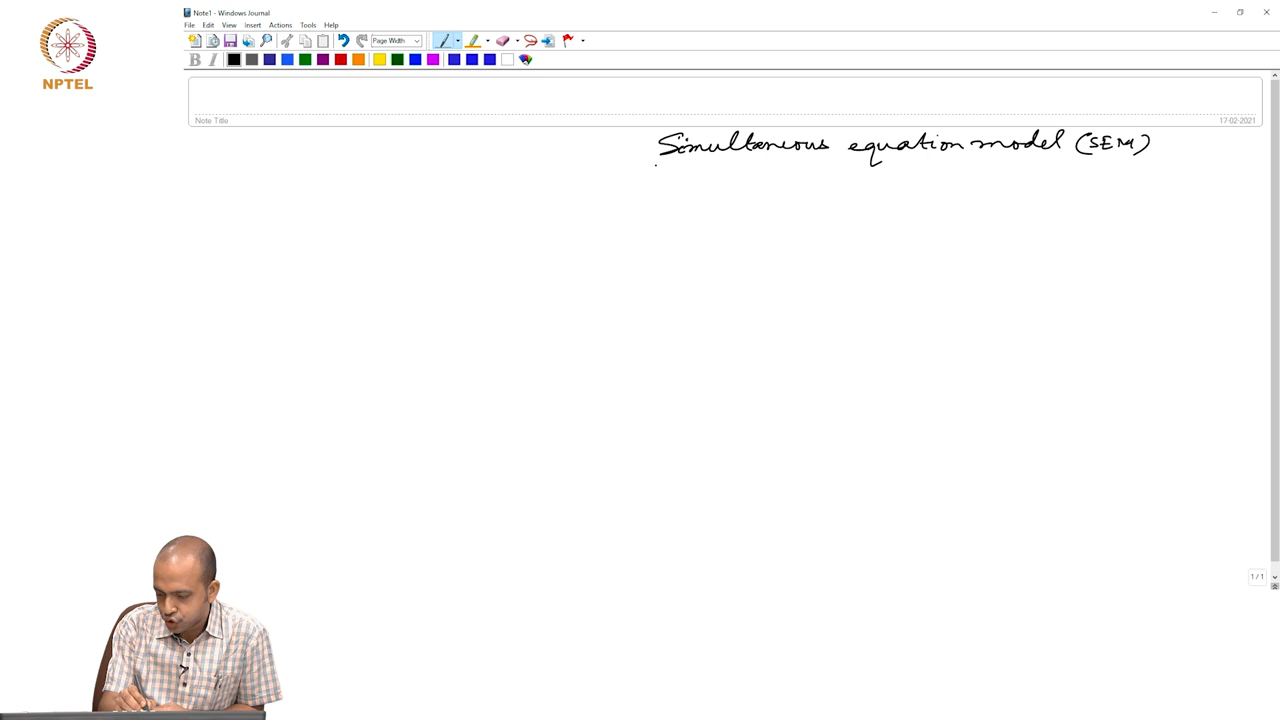 NPTEL
Note1 - Windows Journal
File Edit View Insert Actions Tools Help
Page Width
B I
Note Title
17-02-2021
Simultaneous equation model (SEM)
1 / 1